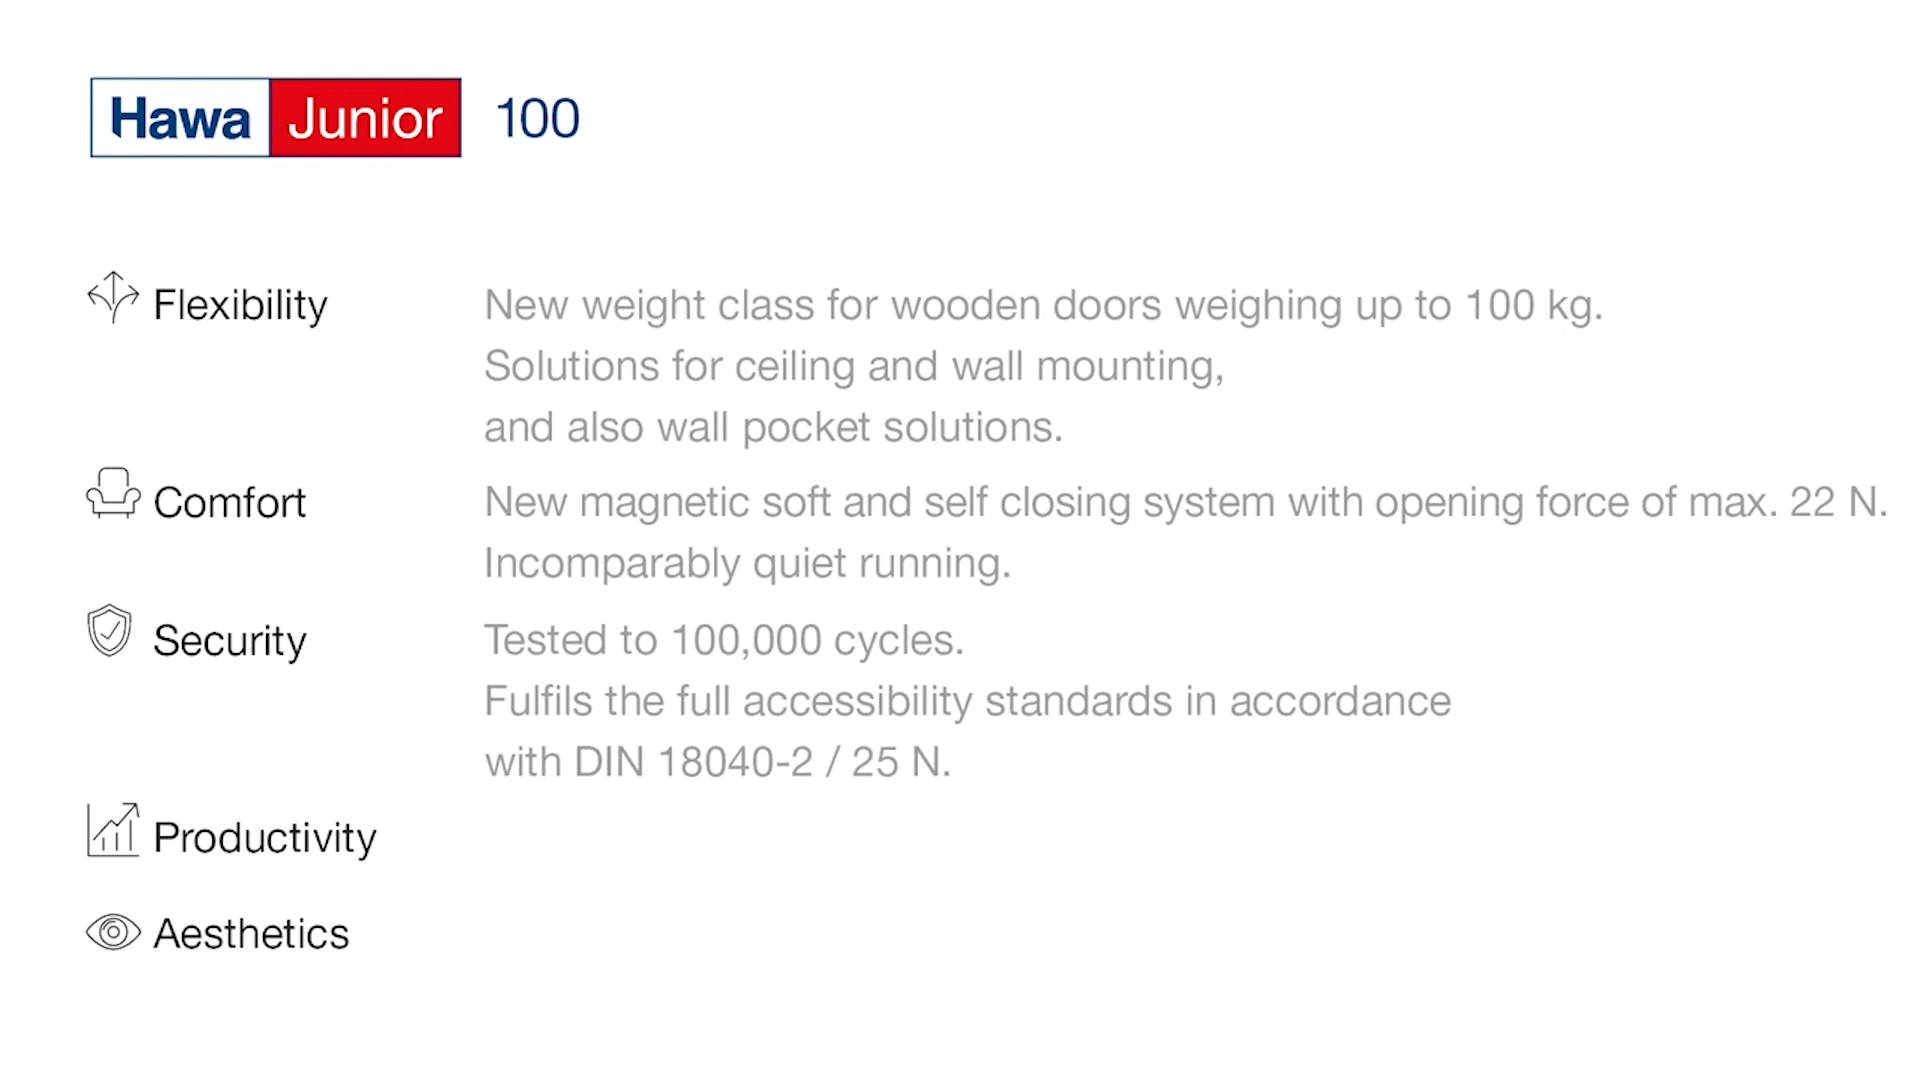 Hawa Junior 100
Flexibility New weight class for wooden doors weighing up to 100 kg.
Solutions for ceiling and wall mounting,
and also wall pocket solutions.
Comfort New magnetic soft and self closing system with opening force of max. 22 N.
Incomparably quiet running.
Security Tested to 100,000 cycles.
Fulfils the full accessibility standards in accordance
with DIN 18040-2 / 25 N.
Productivity
Aesthetics